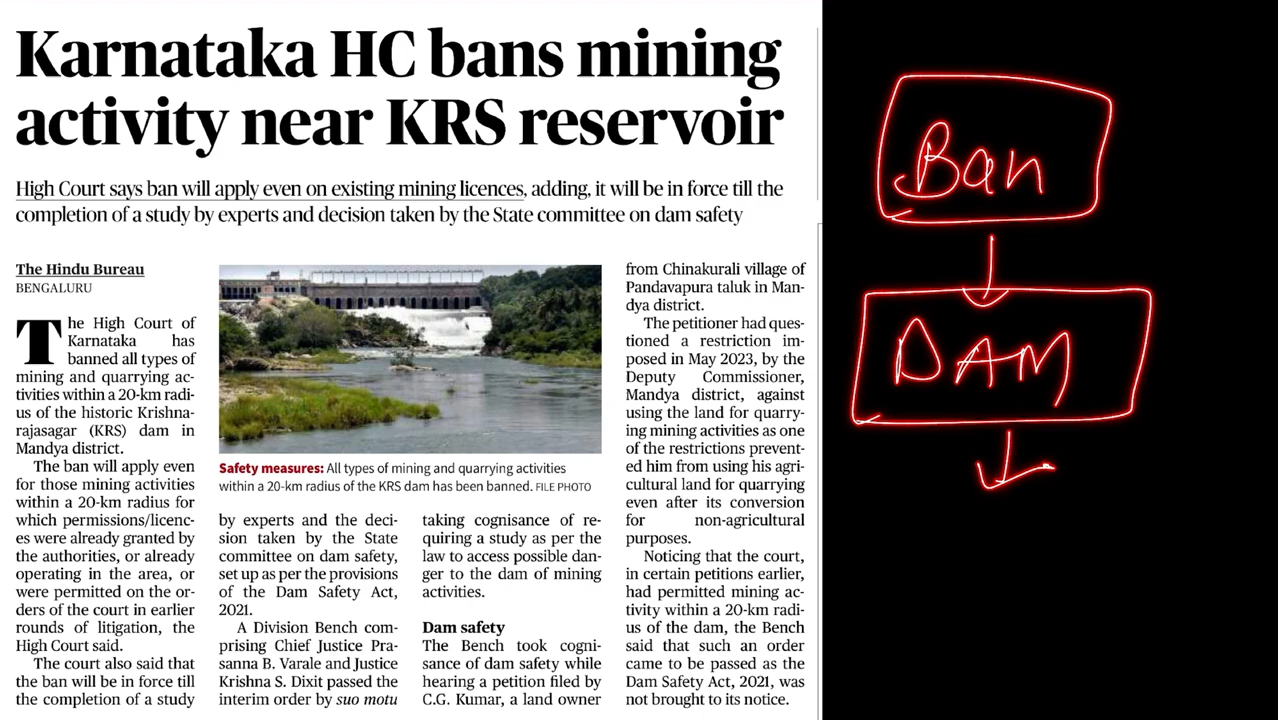 Karnataka HC bans mining
activity near KRS reservoir
High Court says ban will apply even on existing mining licences, adding, it will be in force till the
completion of a study by experts and decision taken by the State committee on dam safety
The Hindu Bureau
BENGALURU
The High Court of
Karnataka has
banned all types of
mining and quarrying ac-
tivities within a 20-km radi-
us of the historic Krishna-
rajasagar (KRS) dam in
Mandya district.
The ban will apply even
for those mining activities
within a 20-km radius for
which permissions/licenc-
es were already granted by
the authorities, or already
operating in the area, or
were permitted on the or-
ders of the court in earlier
rounds of litigation, the
High Court said.
The court also said that
the ban will be in force till
the completion of a study
Safety measures: All types of mining and quarrying activities
within a 20-km radius of the KRS dam has been banned. FILE PHOTO
by experts and the deci-
sion taken by the State
committee on dam safety,
set up as per the provisions
of the Dam Safety Act,
2021.
A Division Bench com-
prising Chief Justice Pra-
sanna B. Varale and Justice
Krishna S. Dixit passed the
interim order by suo motu
taking cognisance of re-
quiring a study as per the
law to access possible dan-
ger to the dam of mining
activities.
Dam safety
The Bench took cogni-
sance of dam safety while
hearing a petition filed by
C.G. Kumar, a land owner
from Chinakurali village of
Pandavapura taluk in Man-
dya district.
The petitioner had ques-
tioned a restriction im-
posed in May 2023, by the
Deputy Commissioner,
Mandya district, against
using the land for quarry-
ing mining activities as one
of the restrictions prevent-
ed him from using his agri-
cultural land for quarrying
even after its conversion
for non-agricultural
purposes.
Noticing that the court,
in certain petitions earlier,
had permitted mining ac-
tivity within a 20-km radi-
us of the dam, the Bench
said that such an order
came to be passed as the
Dam Safety Act, 2021, was
not brought to its notice.
Ban
DAM